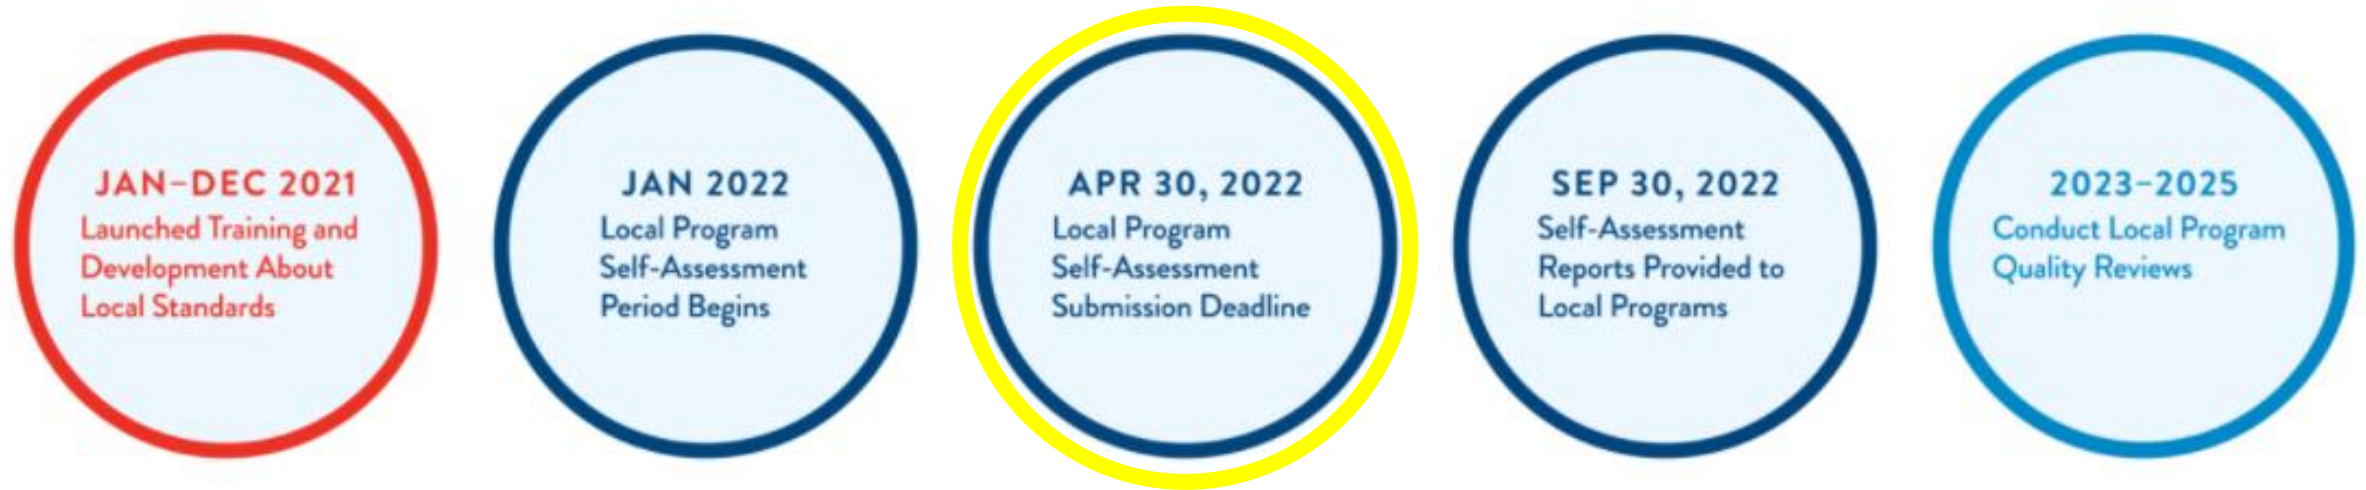 JAN–DEC 2021
Launched Training and
Development About
Local Standards
JAN 2022
Local Program
Self-Assessment
Period Begins
APR 30, 2022
Local Program
Self-Assessment
Submission Deadline
SEP 30, 2022
Self-Assessment
Reports Provided to
Local Programs
2023–2025
Conduct Local Program
Quality Reviews